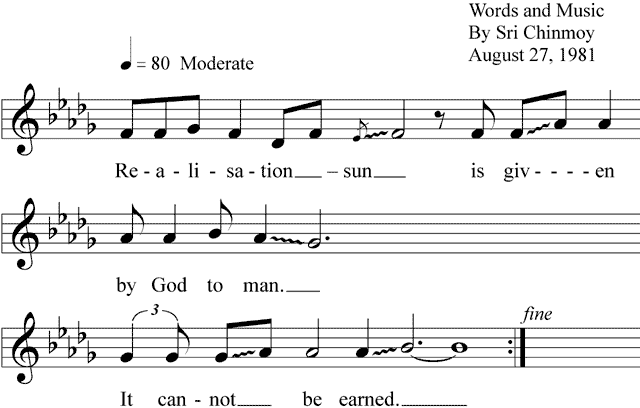 Words and Music
By Sri Chinmoy
August 27, 1981
= 80 Moderate
Re - a - li - sa - tion — sun is giv - - - - en
by God to man.
3
fine
It can - not be earned.